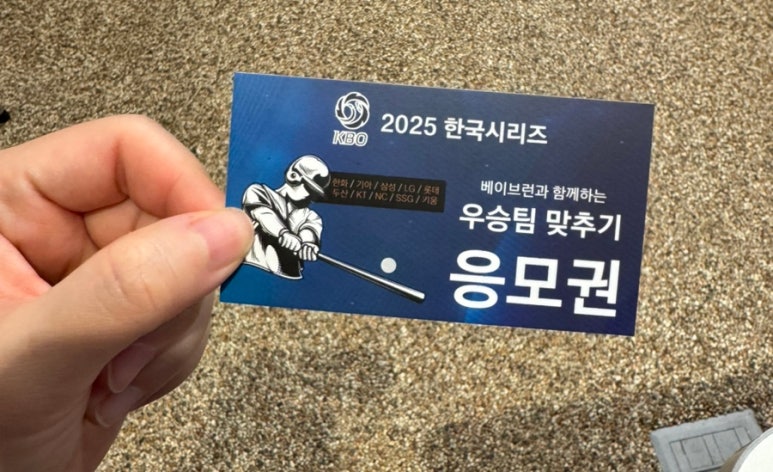 KBO
2025 한국시리즈
한화 / 기아 / 삼성 / LG / 롯데
두산 / KT / NC / SSG / 키움
베이브런과 함께하는
우승팀 맞추기
응모권